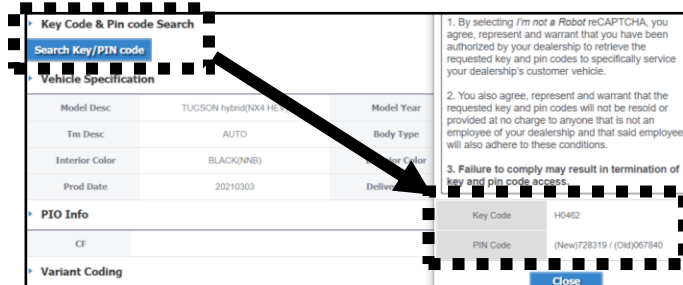 Key Code & Pin code Search
Search Key/PIN code
Vehicle Specification
Model Desc TUCSON hybrid(NX4 HEV) Model Year
Tm Desc AUTO Body Type
Interior Color BLACK(NNB) Color
Prod Date 20210303
PIO Info
CF
Variant Coding
1. By selecting I'm not a Robot reCAPTCHA, you
agree, represent and warrant that you have been
authorized by your dealership to retrieve the
requested key and pin codes to specifically service
your dealership's customer vehicle.
2. You also agree, represent and warrant that the
requested key and pin codes will not be resold or
provided at no charge to anyone that is not an
employee of your dealership and that said employee
will also adhere to these conditions.
3. Failure to comply may result in termination of
key and pin code access.
Key Code H0462
PIN Code (New)728319 / (Old)067840
Close